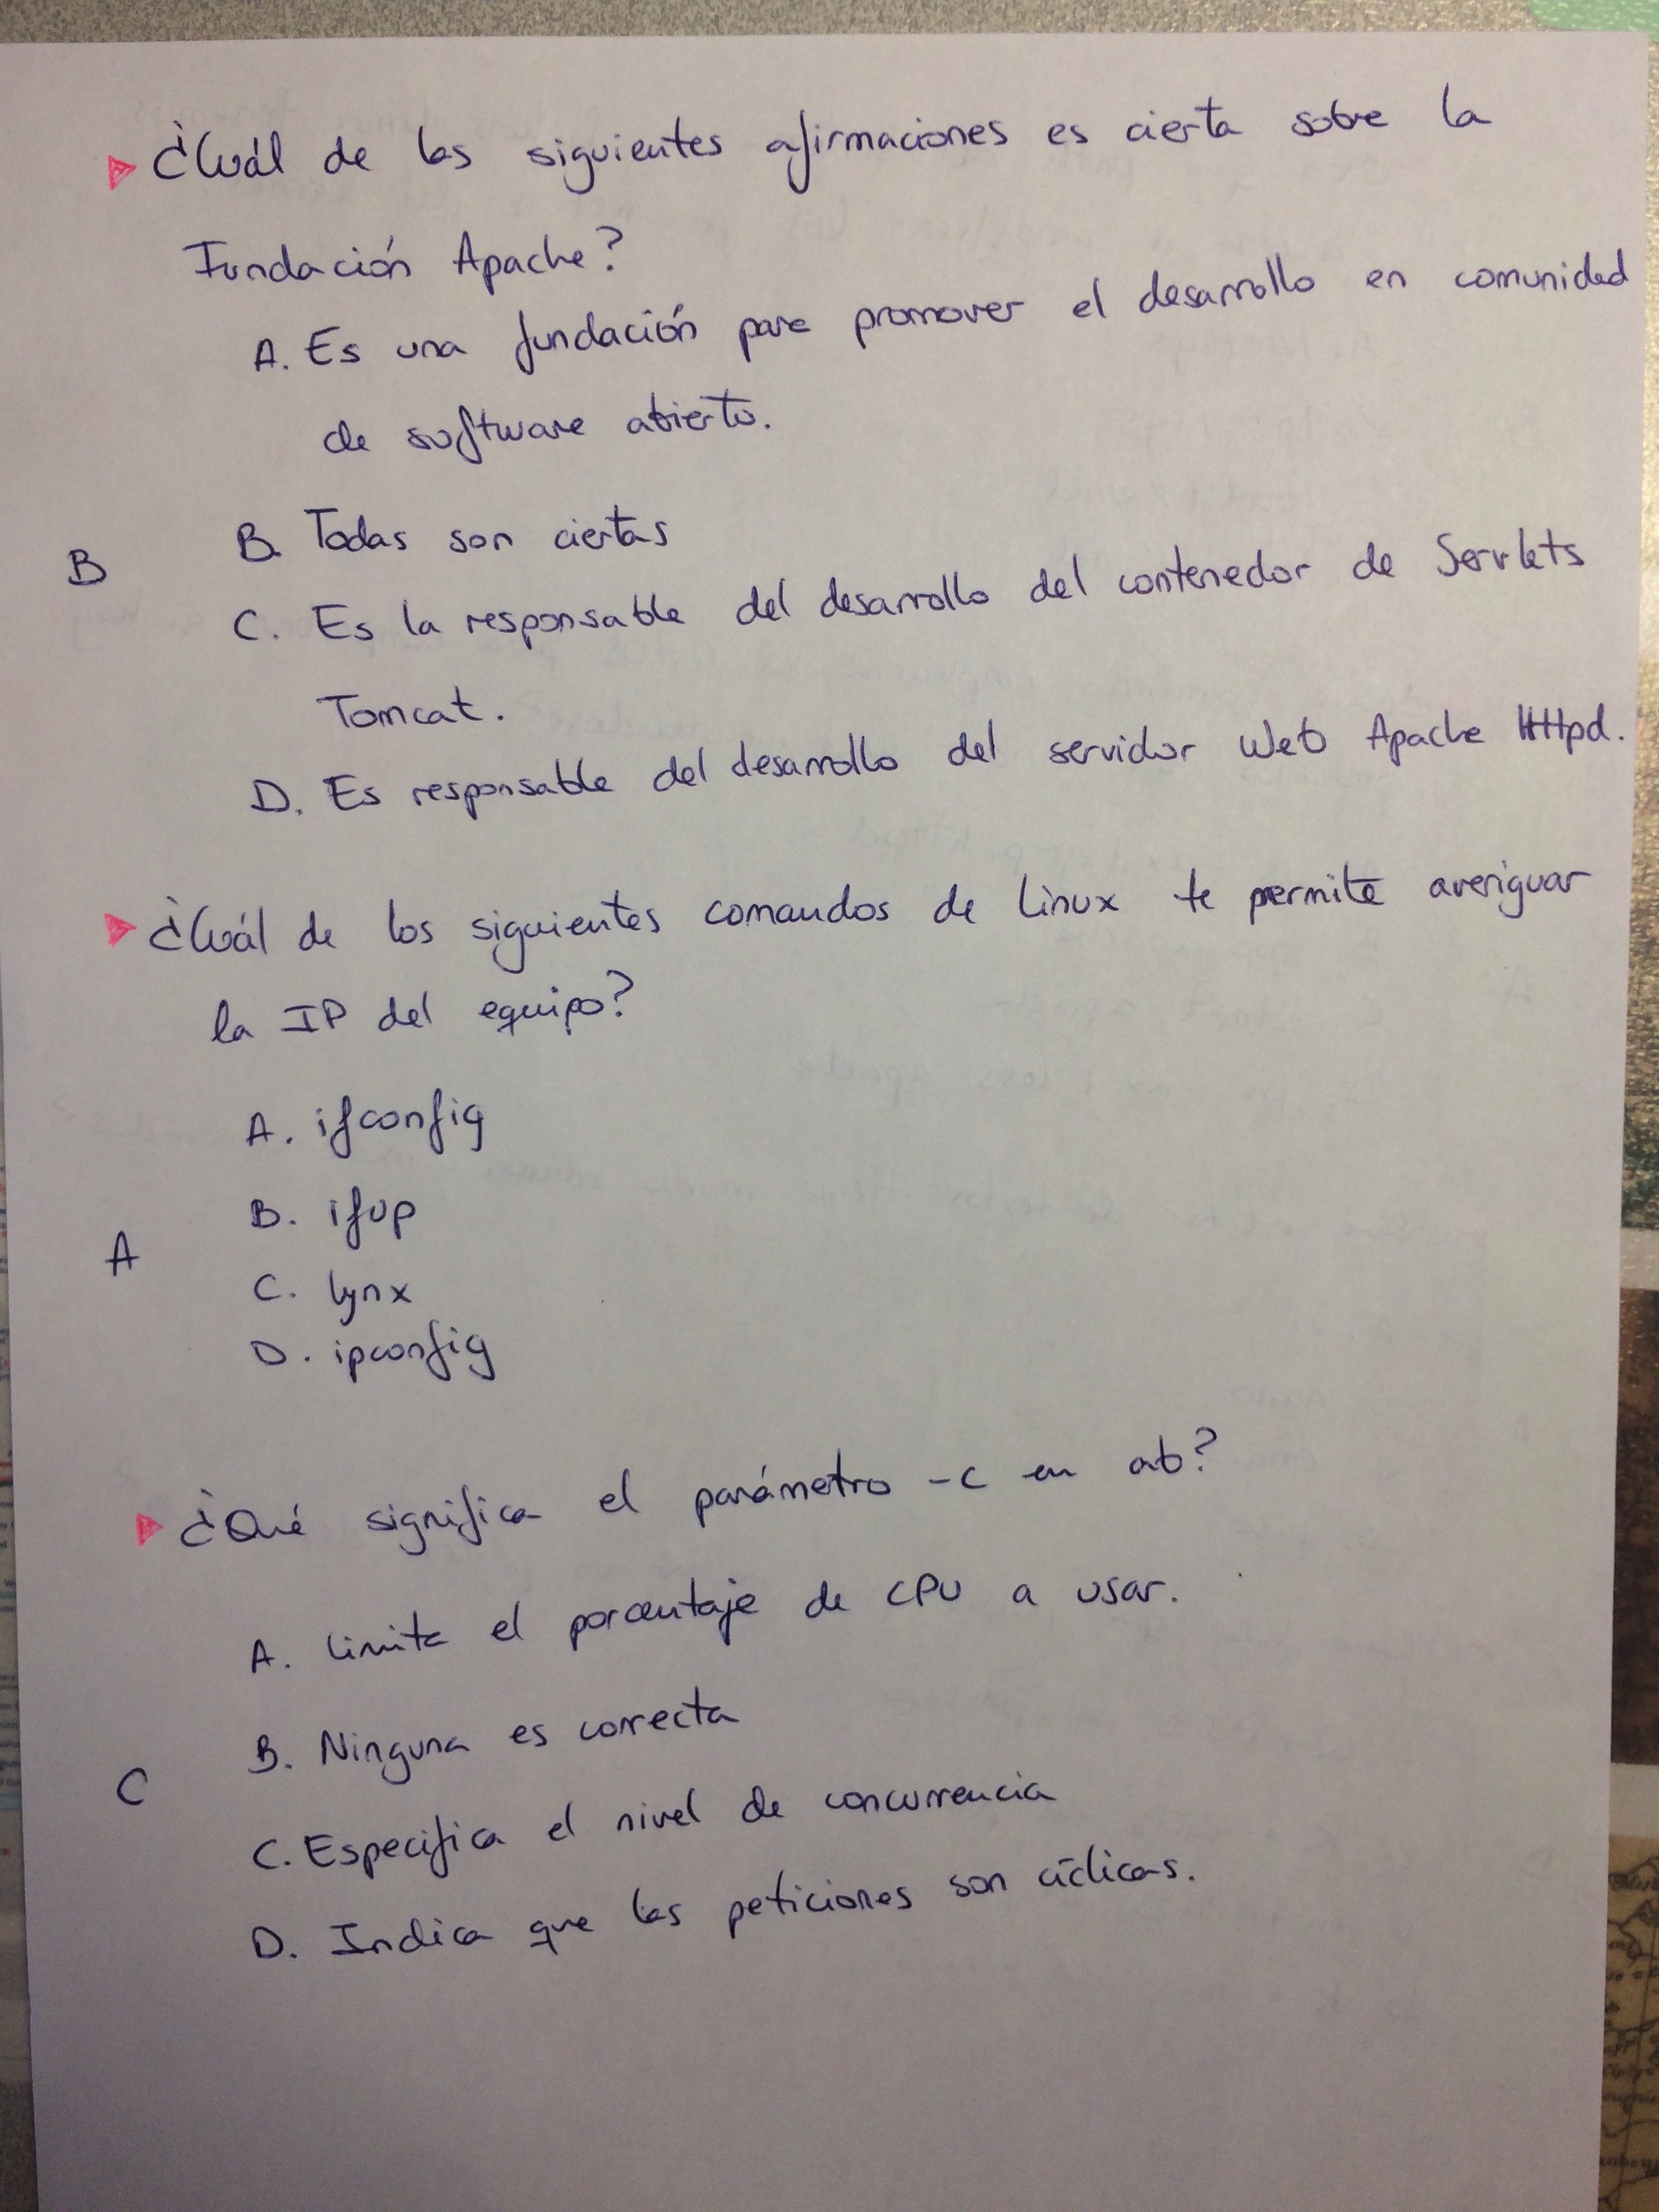 ¿Cuál de las siguientes afirmaciones es cierta sobre la
Fundación Apache?
A. Es una fundación para promover el desarrollo en comunidad
de software abierto.
B. Todas son ciertas
B
C. Es la responsable del desarrollo del contenedor de Servlets
Tomcat.
D. Es responsable del desarrollo del servidor Web Apache HTTpd.
¿Cuál de los siguientes comandos de Linux te permite averiguar
la IP del equipo?
A. ifconfig
B. ifup
A
C. lynx
D. ipconfig
¿Qué significa el parámetro -c en ab?
A. Limita el porcentaje de CPU a usar.
B. Ninguna es correcta
C
C. Especifica el nivel de concurrencia
D. Indica que las peticiones son cíclicas.